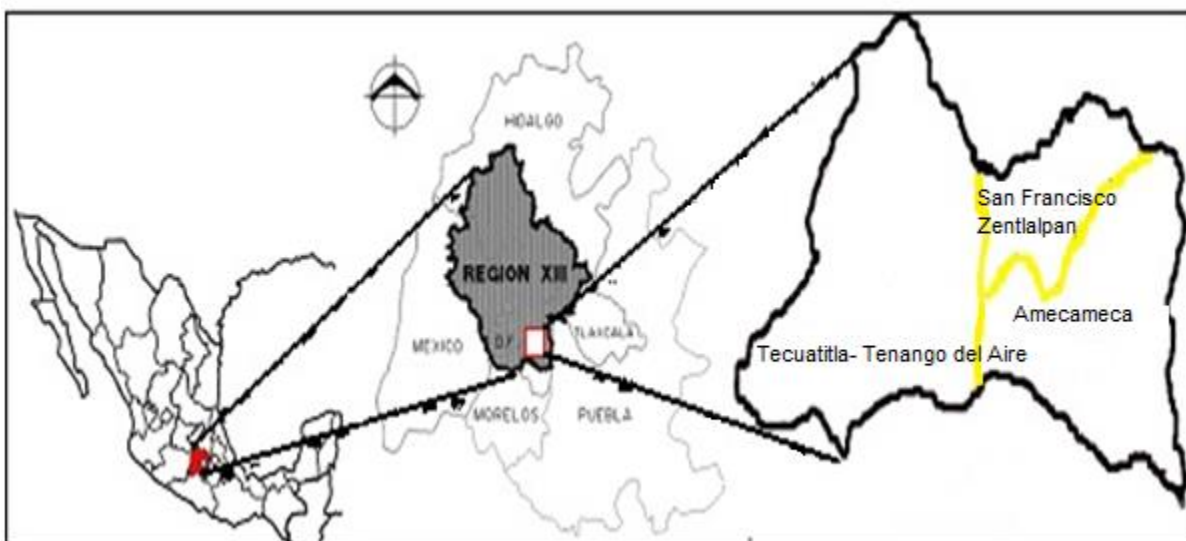 HIDALGO
REGION XIII
MEXICO
D.F.
TLAXCALA
MORELOS
PUEBLA
San Francisco
Zentlalpan
Amecameca
Tecuatitla- Tenango del Aire